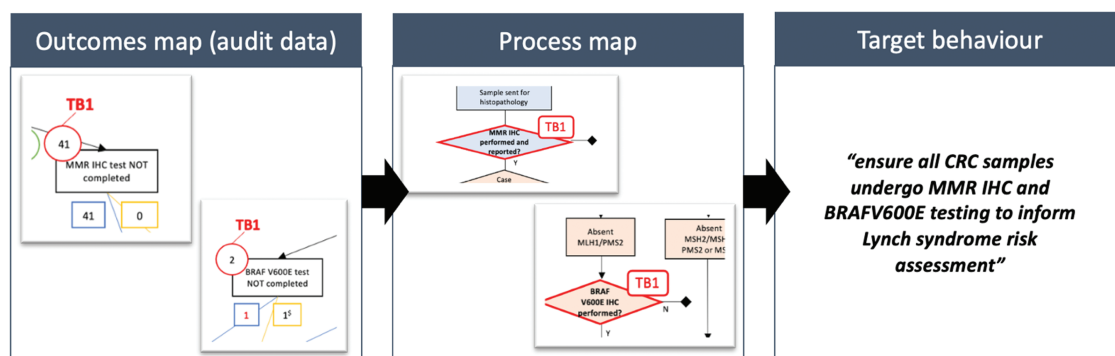 Outcomes map (audit data)
TB1
41
MMR IHC test NOT
completed
41
0
TB1
2
BRAF V600E test
NOT completed
1
1$
Process map
Sample sent for
histopathology
MMR IHC
performed and
reported?
TB1
Y
Case
Absent
MLH1/PMS2
Absent
PMS2 or
BRAF
V600E IHC
performed?
TB1
N
Y
Target behaviour
“ensure all CRC samples
undergo MMR IHC and
BRAFV600E testing to inform
Lynch syndrome risk
assessment”